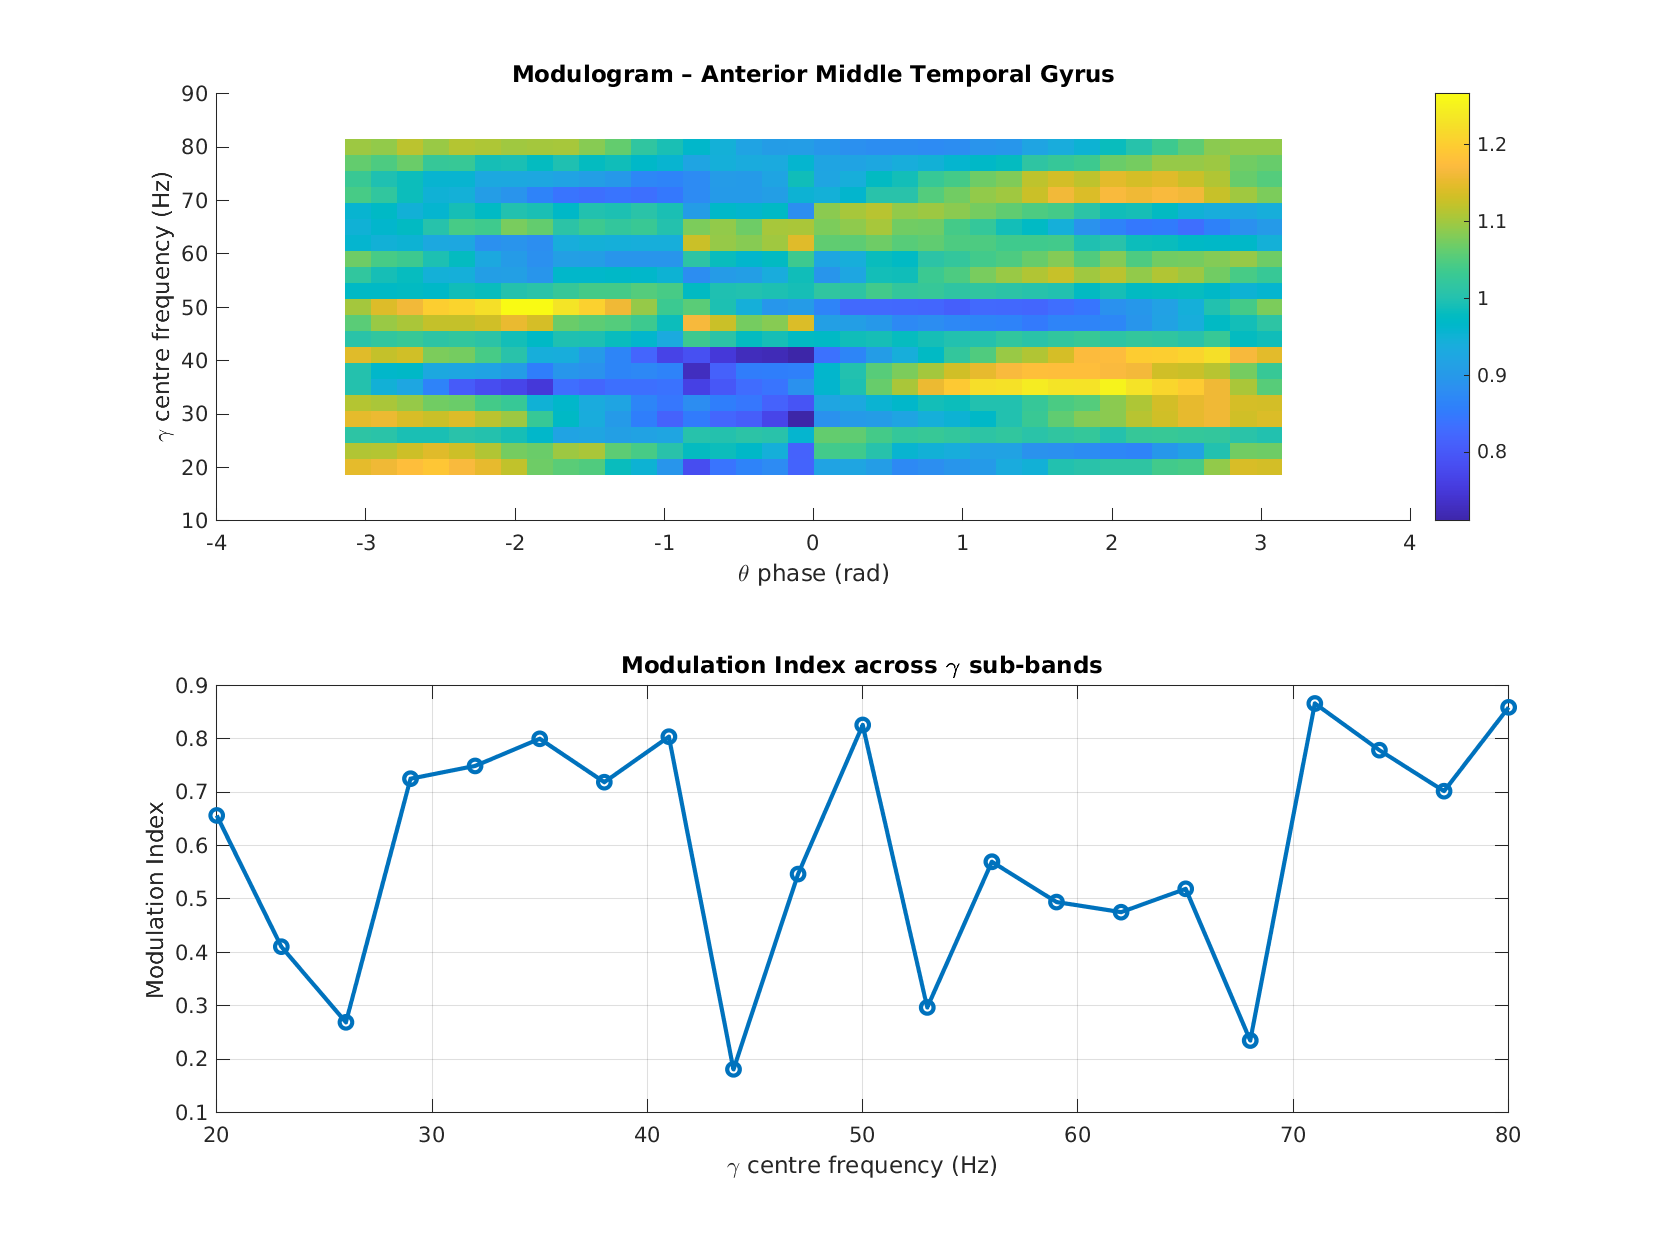 Modulogram – Anterior Middle Temporal Gyrus
γ centre frequency (Hz)
90
80
70
60
50
40
30
20
10
-4 -3 -2 -1 0 1 2 3 4
θ phase (rad)
1.2
1.1
1
0.9
0.8
Modulation Index across γ sub-bands
Modulation Index
0.9
0.8
0.7
0.6
0.5
0.4
0.3
0.2
0.1
20 30 40 50 60 70 80
γ centre frequency (Hz)